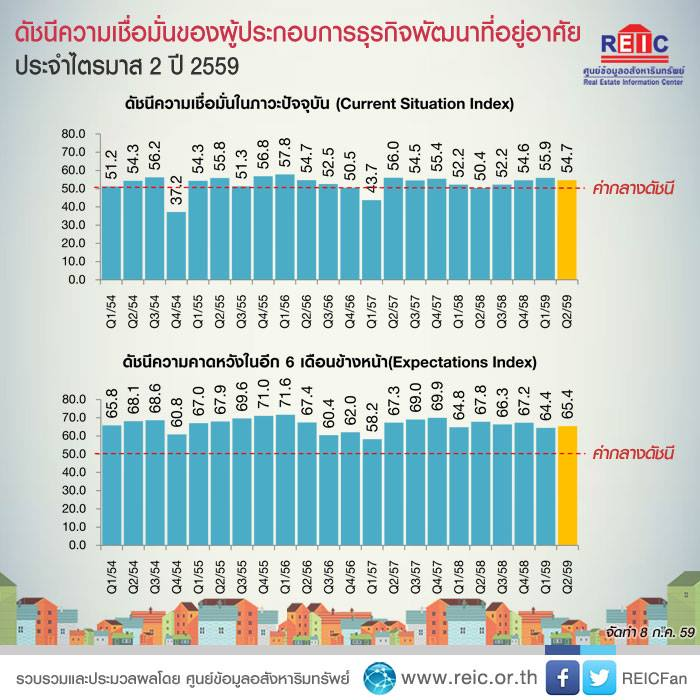 ดัชนีความเชื่อมั่นของผู้ประกอบการธุรกิจพัฒนาที่อยู่อาศัย
ประจำไตรมาส 2 ปี 2559
REIC
ศูนย์ข้อมูลอสังหาริมทรัพย์
Real Estate Information Center
ดัชนีความเชื่อมั่นในภาวะปัจจุบัน (Current Situation Index)
80.0
70.0
60.0
50.0
40.0
30.0
20.0
10.0
0.0
51.2 54.3 56.2 37.2 54.3 55.8 51.3 56.8 57.8 54.7 52.5 50.5 43.7 56.0 54.5 55.4 52.2 50.4 52.2 54.6 55.9 54.7
ค่ากลางดัชนี
Q1/54 Q2/54 Q3/54 Q4/54 Q1/55 Q2/55 Q3/55 Q4/55 Q1/56 Q2/56 Q3/56 Q4/56 Q1/57 Q2/57 Q3/57 Q4/57 Q1/58 Q2/58 Q3/58 Q4/58 Q1/59 Q2/59
ดัชนีความคาดหวังในอีก 6 เดือนข้างหน้า(Expectations Index)
80.0
70.0
60.0
50.0
40.0
30.0
20.0
10.0
0.0
65.8 68.1 68.6 60.8 67.0 67.9 69.6 71.0 71.6 67.4 60.4 62.0 58.2 67.3 69.0 69.9 64.8 67.8 66.3 67.2 64.4 65.4
ค่ากลางดัชนี
Q1/54 Q2/54 Q3/54 Q4/54 Q1/55 Q2/55 Q3/55 Q4/55 Q1/56 Q2/56 Q3/56 Q4/56 Q1/57 Q2/57 Q3/57 Q4/57 Q1/58 Q2/58 Q3/58 Q4/58 Q1/59 Q2/59
จัดทำ 8 ก.ค. 59
รวบรวมและประมวลผลโดย ศูนย์ข้อมูลอสังหาริมทรัพย์ www.reic.or.th REICFan